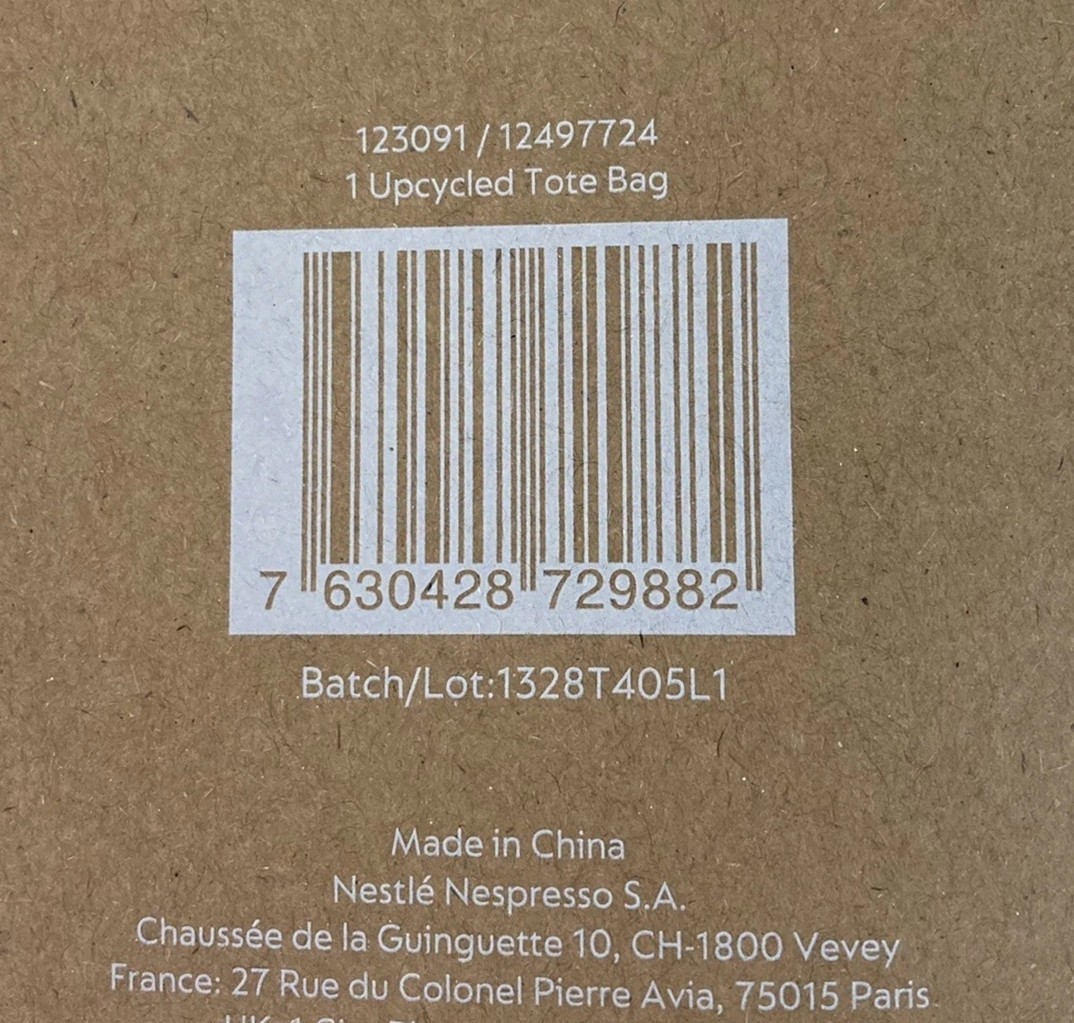 123091 / 12497724
1 Upcycled Tote Bag
7 630428 729882
Batch/Lot:1328T405L1
Made in China
Nestlé Nespresso S.A.
Chaussée de la Guinguette 10, CH-1800 Vevey
France: 27 Rue du Colonel Pierre Avia, 75015 Paris